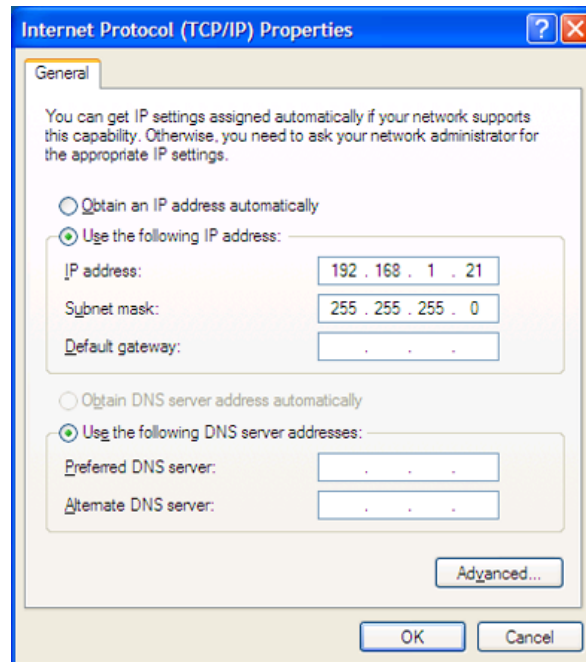 Internet Protocol (TCP/IP) Properties
General
You can get IP settings assigned automatically if your network supports
this capability. Otherwise, you need to ask your network administrator for
the appropriate IP settings.
Obtain an IP address automatically
Use the following IP address:
IP address: 192 . 168 . 1 . 21
Subnet mask: 255 . 255 . 255 . 0
Default gateway: . . .
Obtain DNS server address automatically
Use the following DNS server addresses:
Preferred DNS server: . . .
Alternate DNS server: . . .
Advanced...
OK Cancel